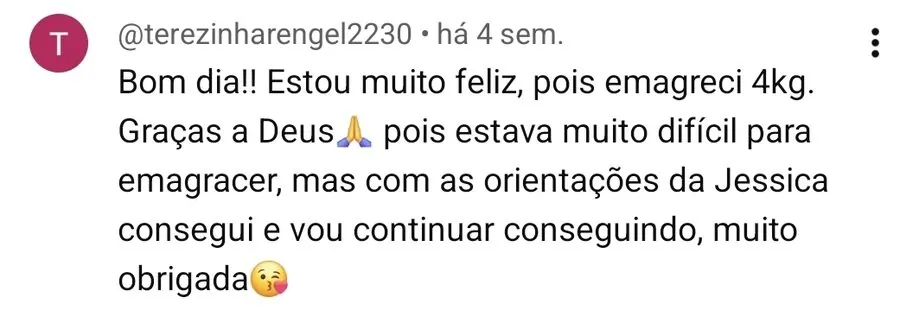 T
@terezinharengel2230 • há 4 sem.
Bom dia!! Estou muito feliz, pois emagreci 4kg.
Graças a Deus🙏 pois estava muito difícil para
emagracer, mas com as orientações da Jessica
consegui e vou continuar conseguindo, muito
obrigada😘